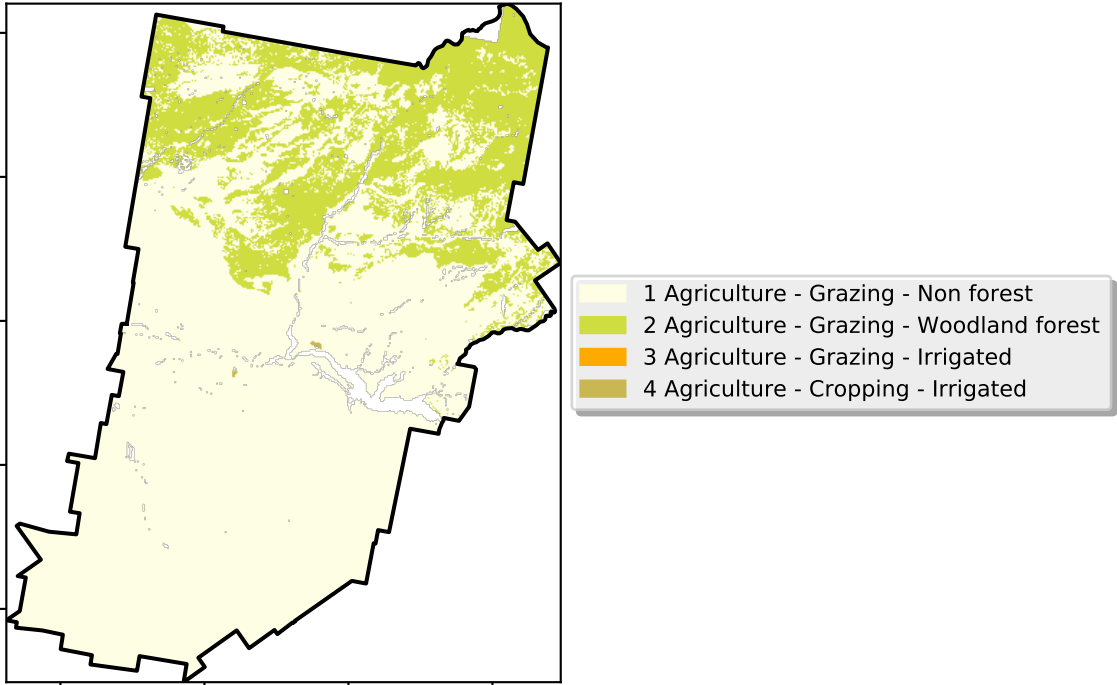 1 Agriculture - Grazing - Non forest
2 Agriculture - Grazing - Woodland forest
3 Agriculture - Grazing - Irrigated
4 Agriculture - Cropping - Irrigated